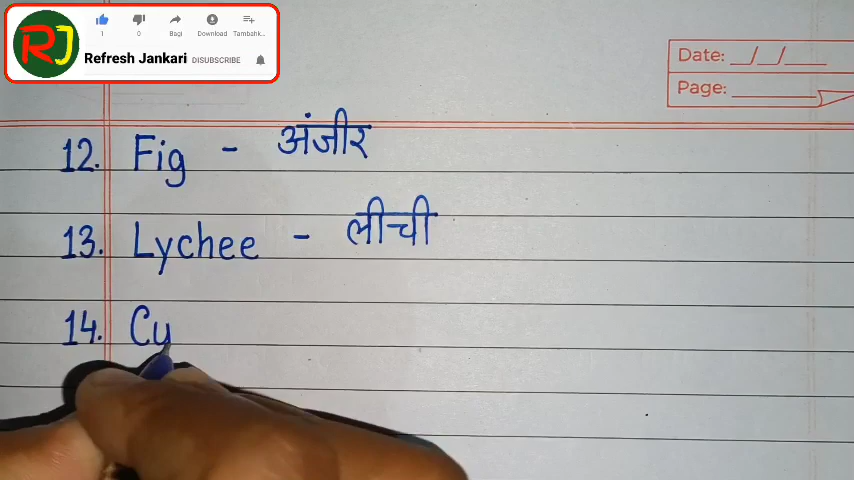 RJ
1 0 Bagi Download Tambahk...
Refresh Jankari DISUBSCRIBE
Date: __/__/____
Page: ________
12. Fig - अंजीर
13. Lychee - लीची
14. Cu